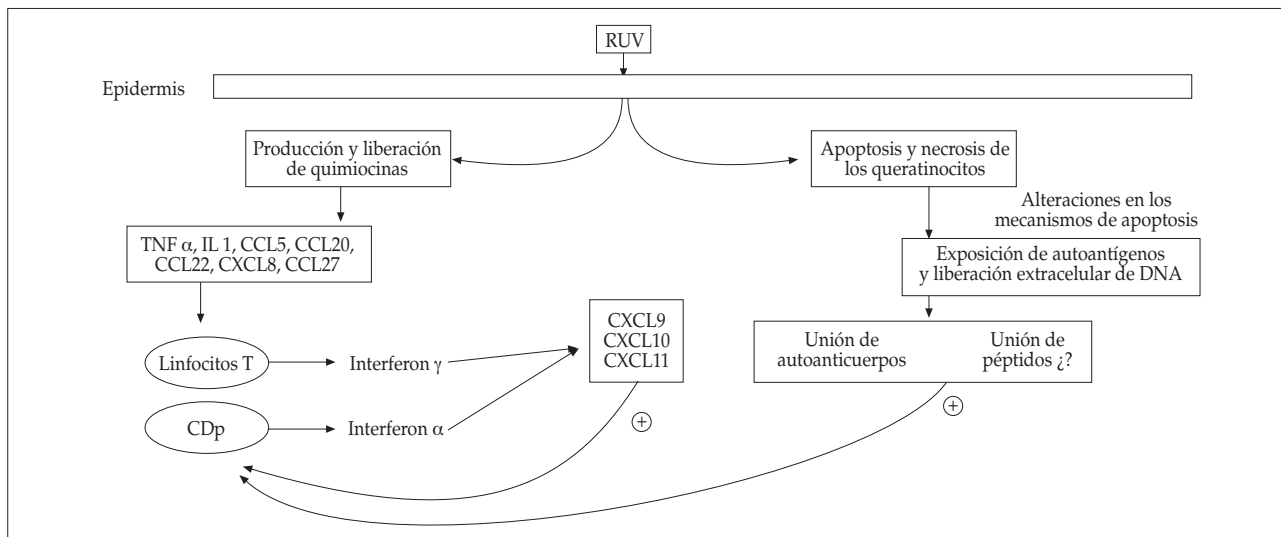 RUV
Epidermis
Producción y liberación
de quimiocinas
Apoptosis y necrosis de
los queratinocitos
Alteraciones en los
mecanismos de apoptosis
TNF α, IL 1, CCL5, CCL20,
CCL22, CXCL8, CCL27
Exposición de autoantígenos
y liberación extracelular de DNA
CXCL9
CXCL10
CXCL11
Unión de
autoanticuerpos
Unión de
péptidos ¿?
Linfocitos T
Interferon γ
CDp
Interferon α
+
+